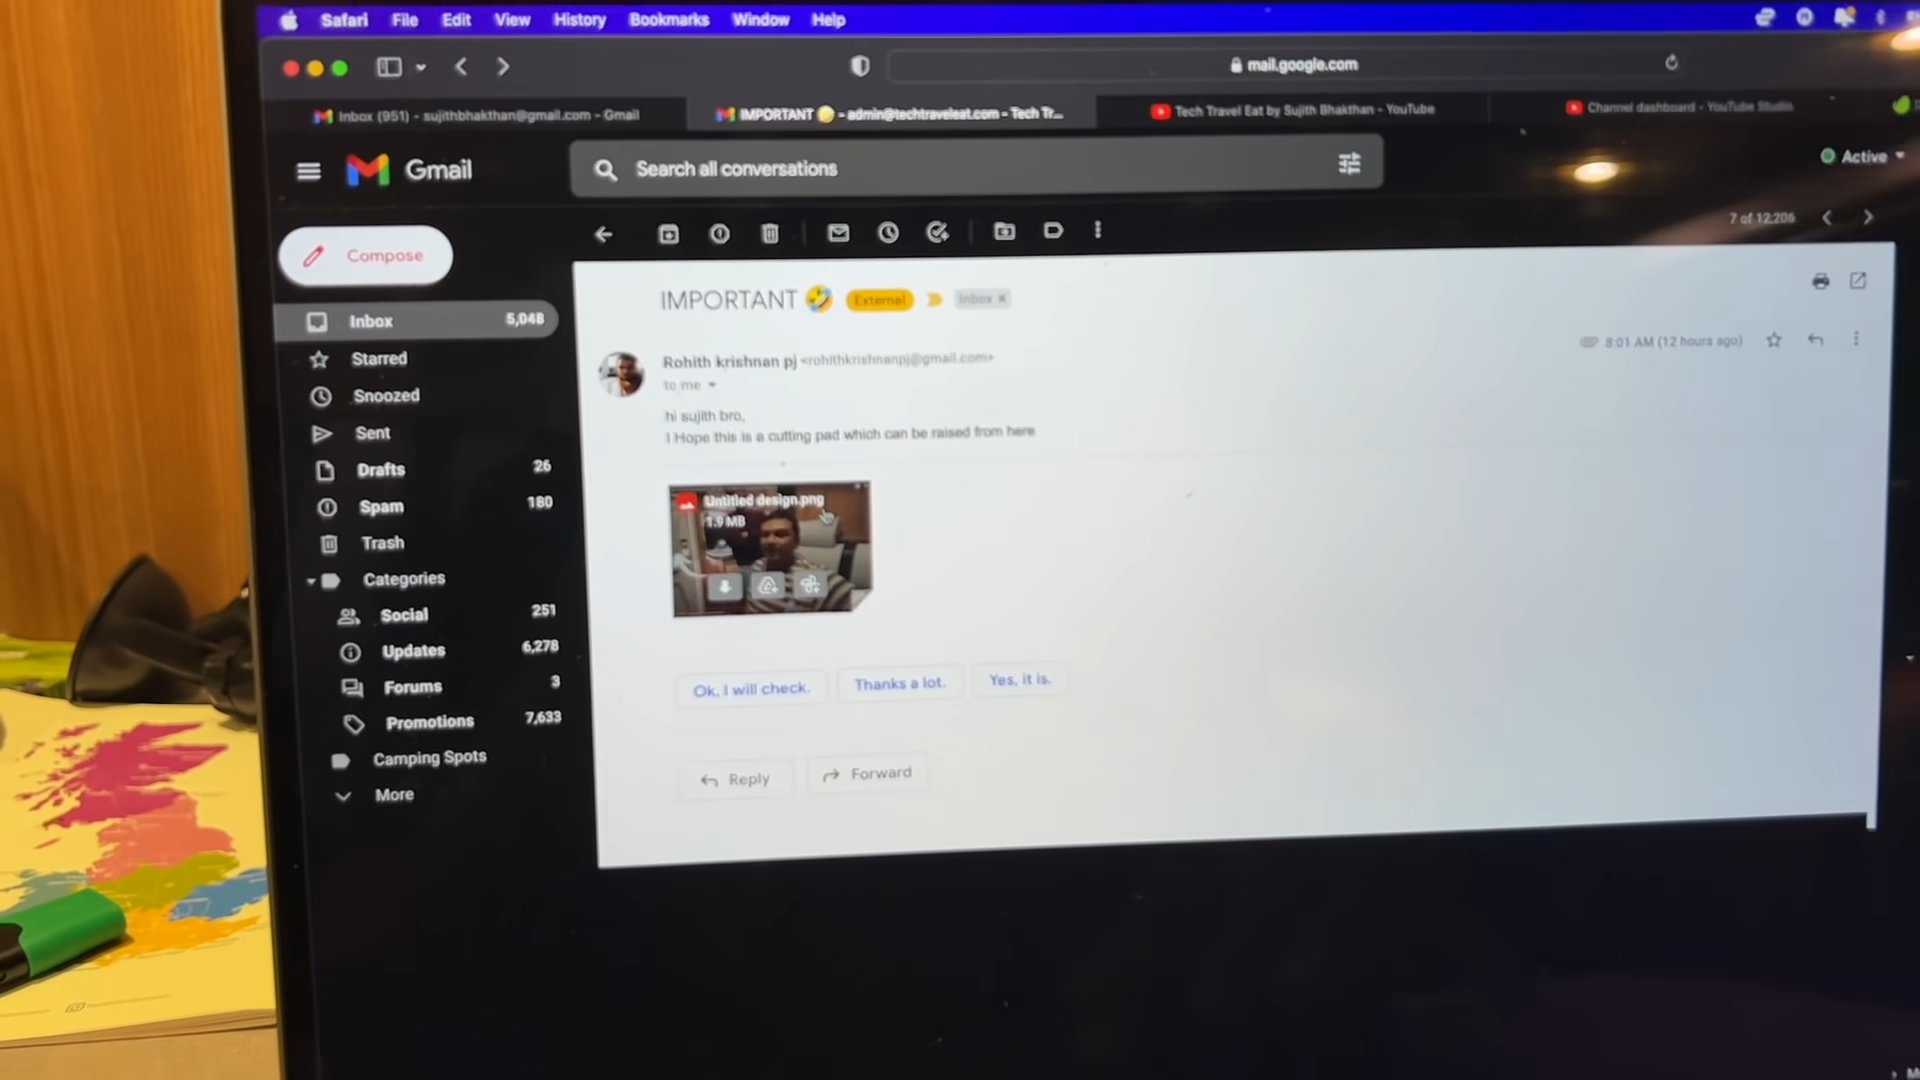 Safari File Edit View History Bookmarks Window Help
mail.google.com
Inbox (951) - sujithbhakthan@gmail.com - Gmail
IMPORTANT 🤣 - admin@techtraveleat.com - Tech Tr...
Tech Travel Eat by Sujith Bhakthan - YouTube
Channel dashboard - YouTube Studio
Gmail
Search all conversations
Active
7 of 12,206
Compose
Inbox 5,048
Starred
Snoozed
Sent
Drafts 26
Spam 180
Trash
Categories
Social 251
Updates 6,278
Forums 3
Promotions 7,633
Camping Spots
More
IMPORTANT 🤣 External Inbox ×
Rohith krishnan pj <rohithkrishnanpj@gmail.com>
8:01 AM (12 hours ago)
to me
hi sujith bro,
I Hope this is a cutting pad which can be raised from here
Untitled design.png
1.9 MB
Ok, I will check.
Thanks a lot.
Yes, it is.
Reply
Forward